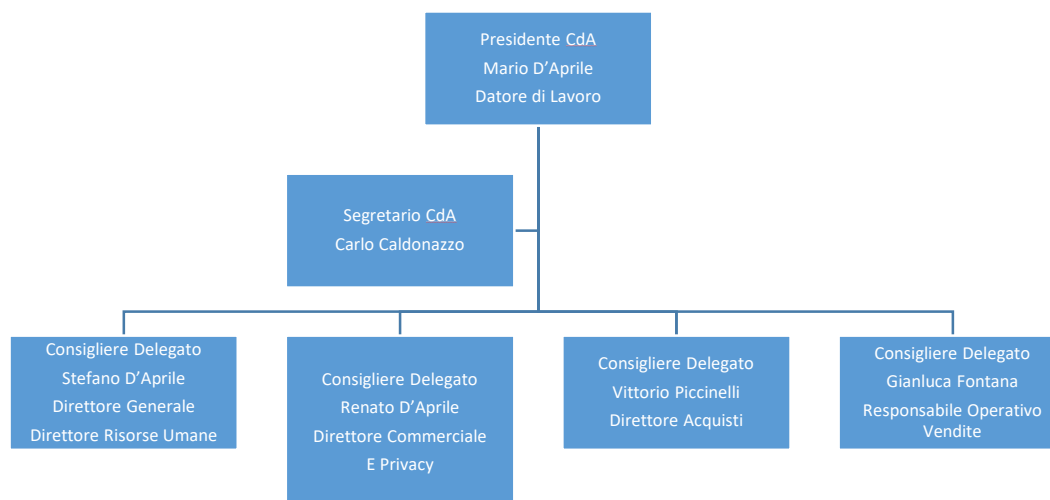 Presidente CdA
Mario D'Aprile
Datore di Lavoro
Segretario CdA
Carlo Caldonazzo
Consigliere Delegato
Stefano D'Aprile
Direttore Generale
Direttore Risorse Umane
Consigliere Delegato
Renato D'Aprile
Direttore Commerciale
E Privacy
Consigliere Delegato
Vittorio Piccinelli
Direttore Acquisti
Consigliere Delegato
Gianluca Fontana
Responsabile Operativo
Vendite